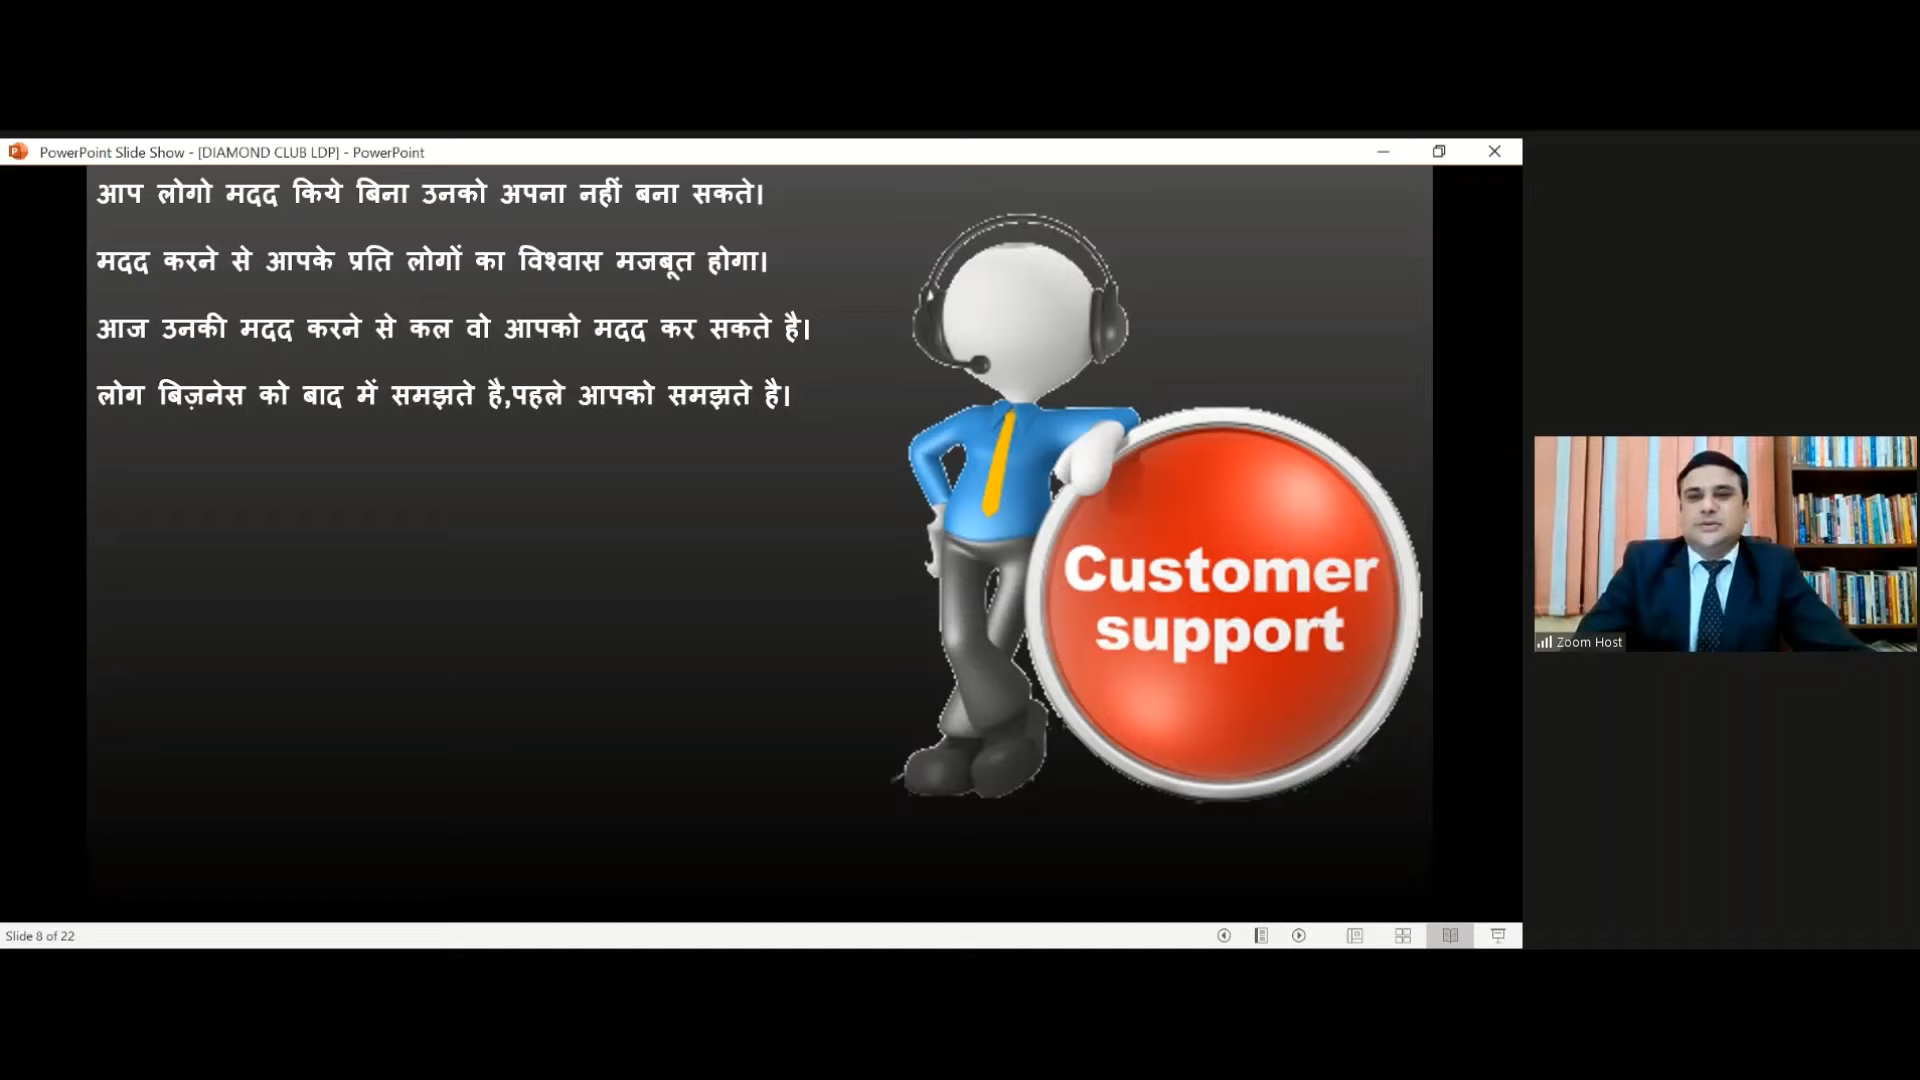 PowerPoint Slide Show - [DIAMOND CLUB LDP] - PowerPoint
आप लोगो मदद किये बिना उनको अपना नहीं बना सकते।
मदद करने से आपके प्रति लोगों का विश्वास मजबूत होगा।
आज उनकी मदद करने से कल वो आपको मदद कर सकते है।
लोग बिज़नेस को बाद में समझते है,पहले आपको समझते है।
Customer
support
Zoom Host
Slide 8 of 22